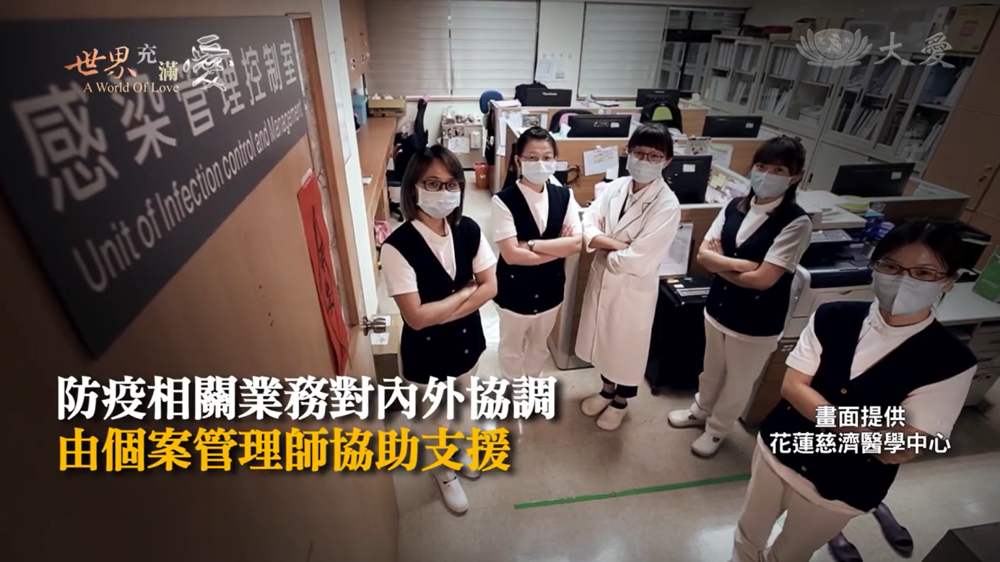 世界充滿愛
A World Of Love
大愛
感染管理控制室
Unit of Infection control and Management
防疫相關業務對內外協調
由個案管理師協助支援
畫面提供
花蓮慈濟醫學中心